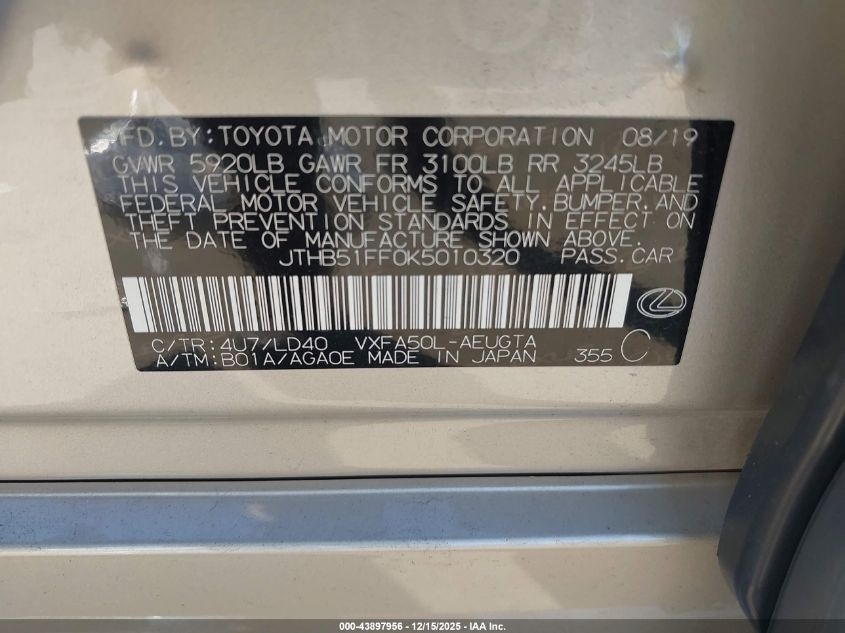 MFD.BY:TOYOTA MOTOR CORPORATION 08/19
GVWR 5920LB GAWR FR 3100LB RR 3245LB
THIS VEHICLE CONFORMS TO ALL APPLICABLE
FEDERAL MOTOR VEHICLE SAFETY,BUMPER,AND
THEFT PREVENTION STANDARDS IN EFFECT ON
THE DATE OF MANUFACTURE SHOWN ABOVE.
JTHB51FF0K5010320 PASS.CAR
C/TR:4U7/LD40 VXFA50L-AEUGTA
A/TM:B01A/AGA0E MADE IN JAPAN 355 C
000-43897956 - 12/15/2025 - IAA Inc.